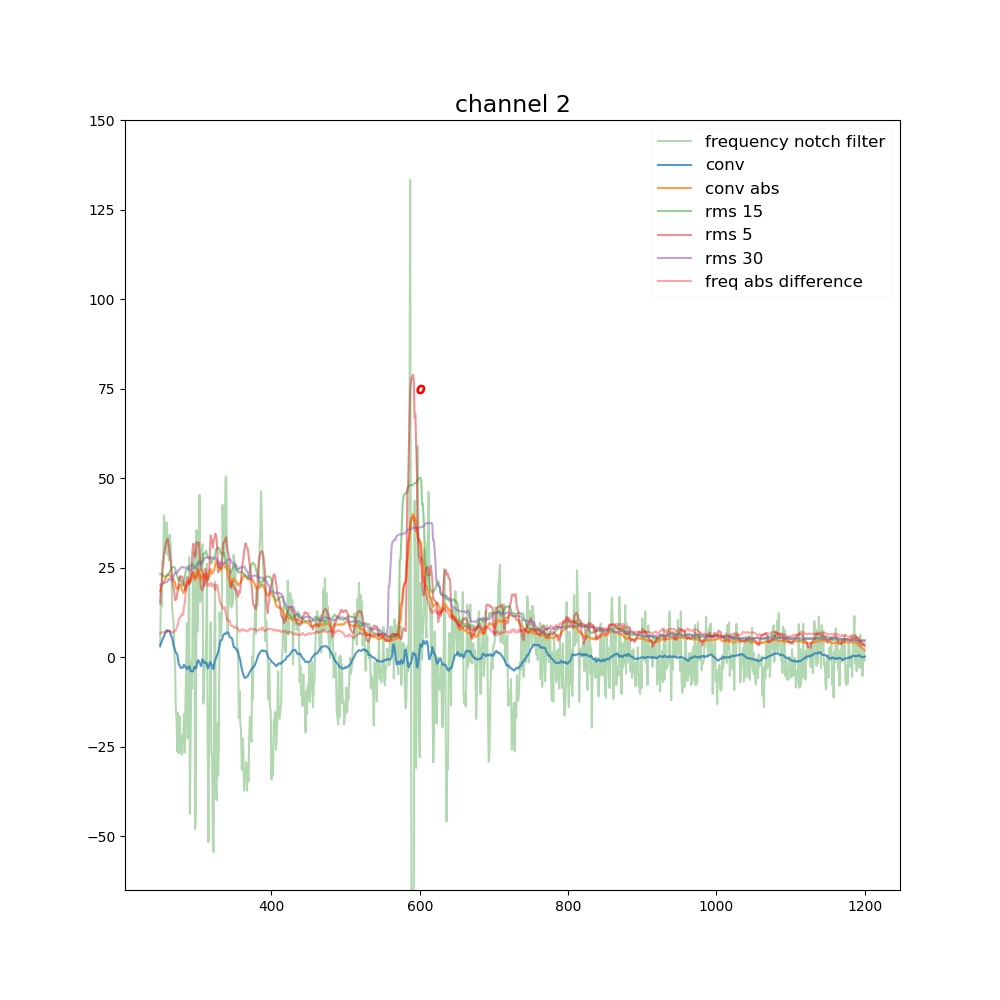 channel 2
150
125
100
75
50
25
0
−25
−50
400
600
800
1000
1200
frequency notch filter
conv
conv abs
rms 15
rms 5
rms 30
freq abs difference
o